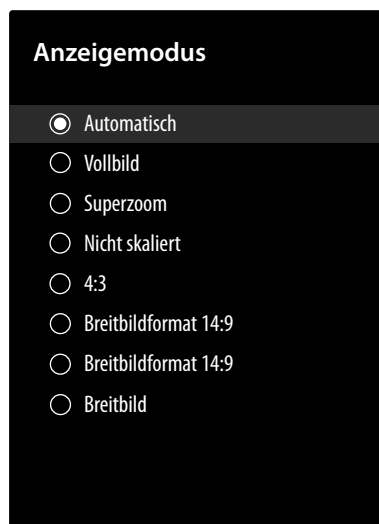 Anzeigemodus
Automatisch
Vollbild
Superzoom
Nicht skaliert
4:3
Breitbildformat 14:9
Breitbildformat 14:9
Breitbild